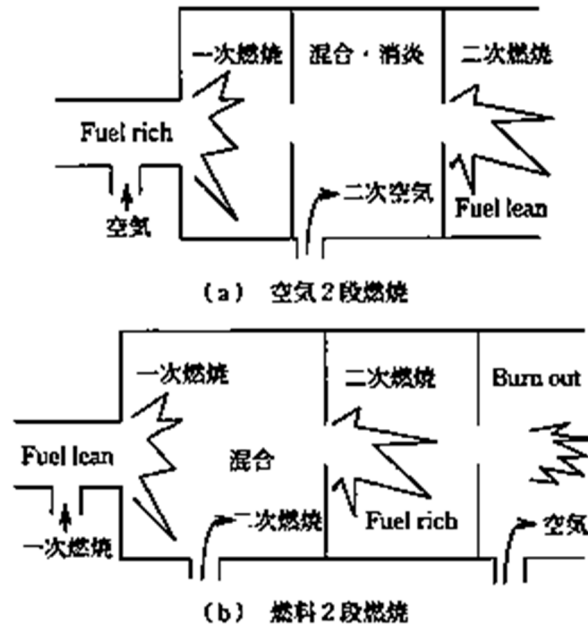 一次燃焼
混合・消炎
二次燃焼
Fuel rich
空気
二次空気
Fuel lean
(a) 空気2段燃焼
一次燃焼
二次燃焼
Burn out
Fuel lean
混合
一次燃焼
二次燃焼
Fuel rich
空気
(b) 燃料2段燃焼